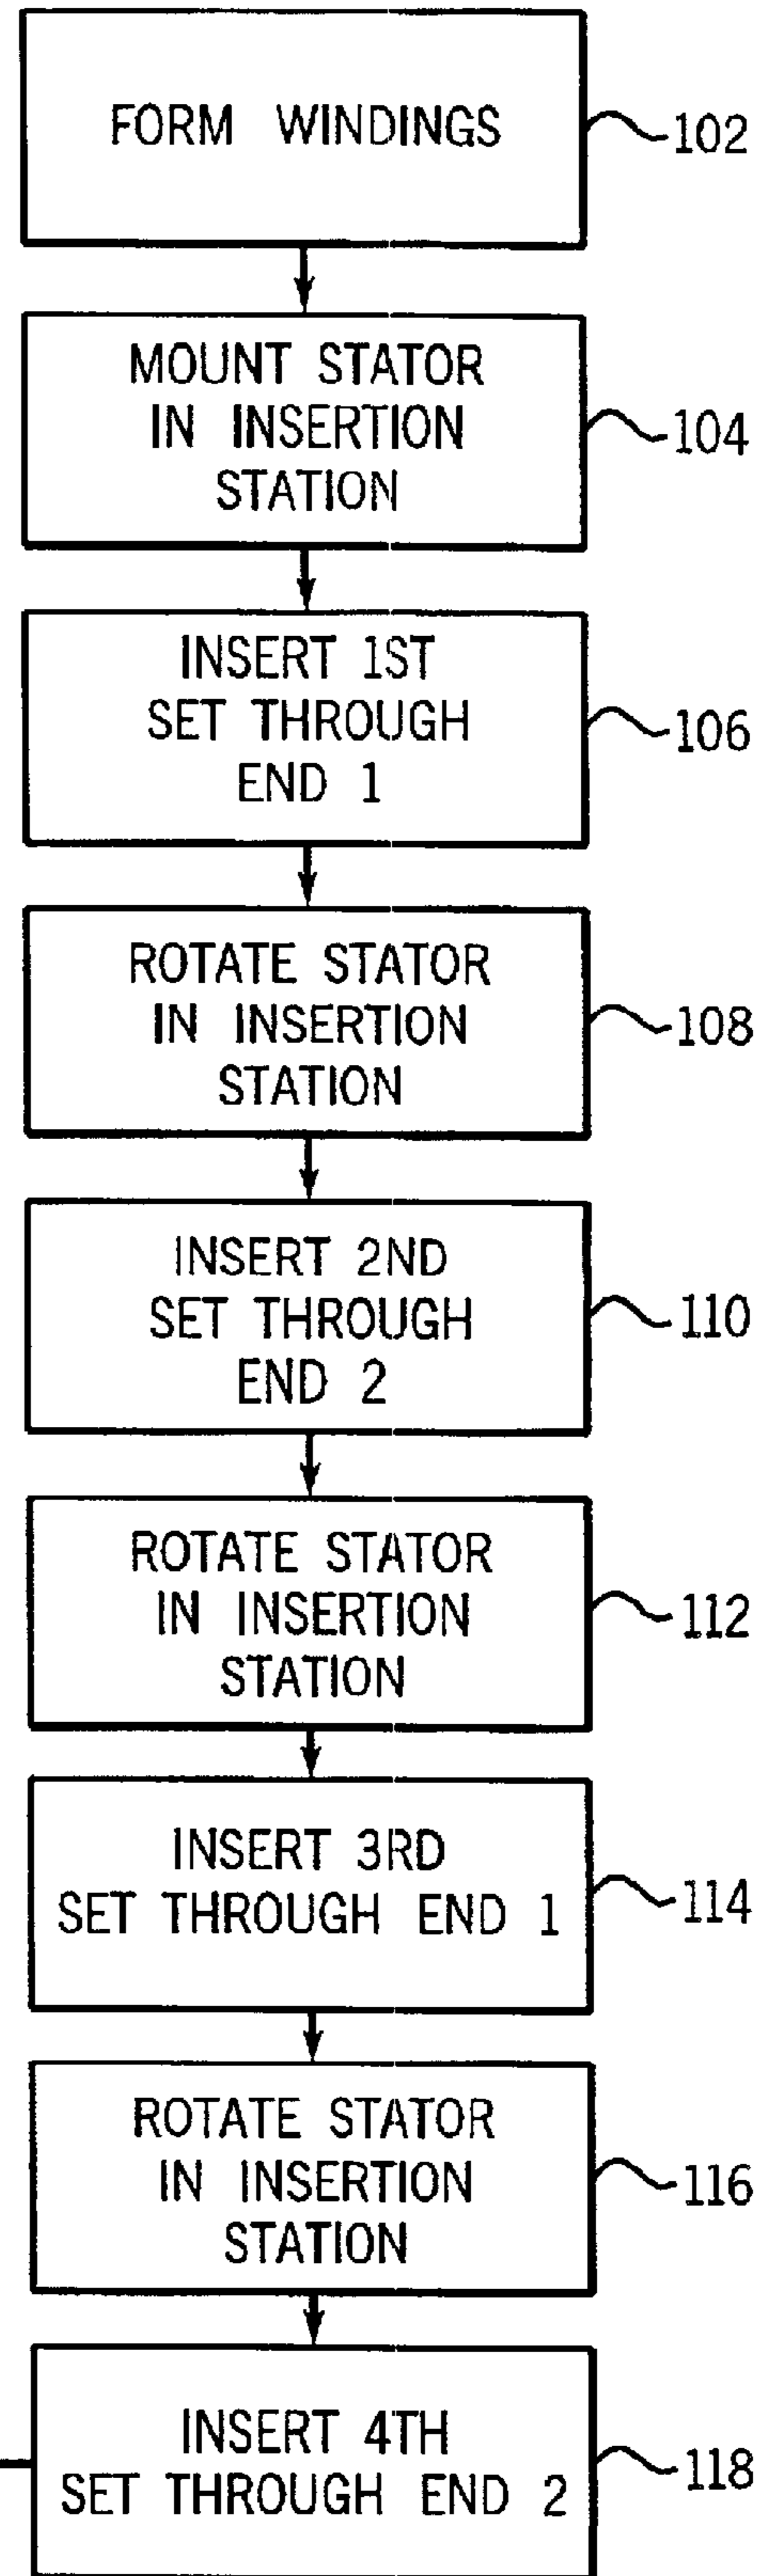 FORM WINDINGS
102
MOUNT STATOR
IN INSERTION
STATION
104
INSERT 1ST
SET THROUGH
END 1
106
ROTATE STATOR
IN INSERTION
STATION
108
INSERT 2ND
SET THROUGH
END 2
110
ROTATE STATOR
IN INSERTION
STATION
112
INSERT 3RD
SET THROUGH END 1
114
ROTATE STATOR
IN INSERTION
STATION
116
INSERT 4TH
SET THROUGH END 2
118